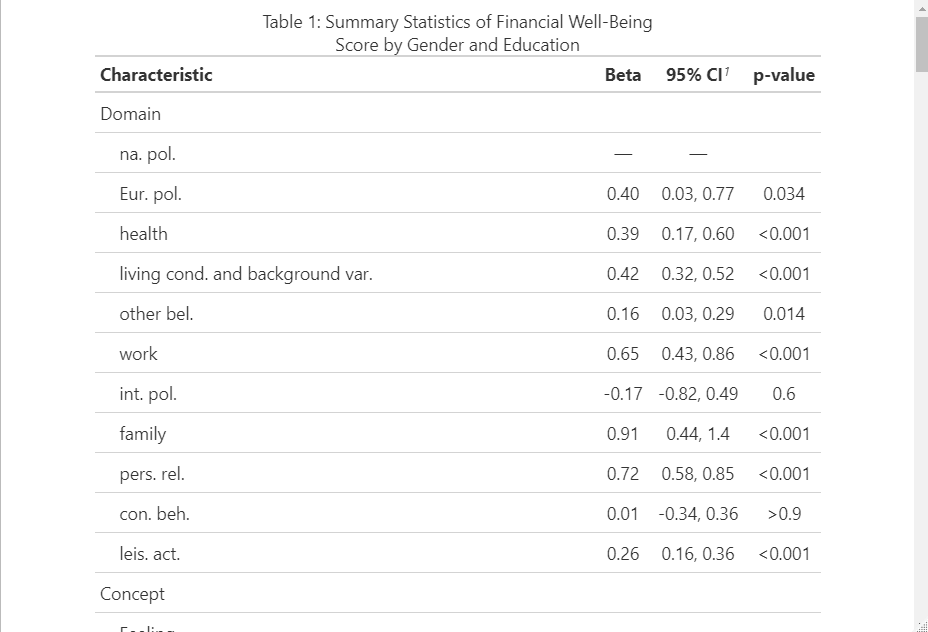 Table 1: Summary Statistics of Financial Well-Being
Score by Gender and Education
Characteristic Beta 95% CI1 p-value
Domain
na. pol. — —
Eur. pol. 0.40 0.03, 0.77 0.034
health 0.39 0.17, 0.60 <0.001
living cond. and background var. 0.42 0.32, 0.52 <0.001
other bel. 0.16 0.03, 0.29 0.014
work 0.65 0.43, 0.86 <0.001
int. pol. -0.17 -0.82, 0.49 0.6
family 0.91 0.44, 1.4 <0.001
pers. rel. 0.72 0.58, 0.85 <0.001
con. beh. 0.01 -0.34, 0.36 >0.9
leis. act. 0.26 0.16, 0.36 <0.001
Concept